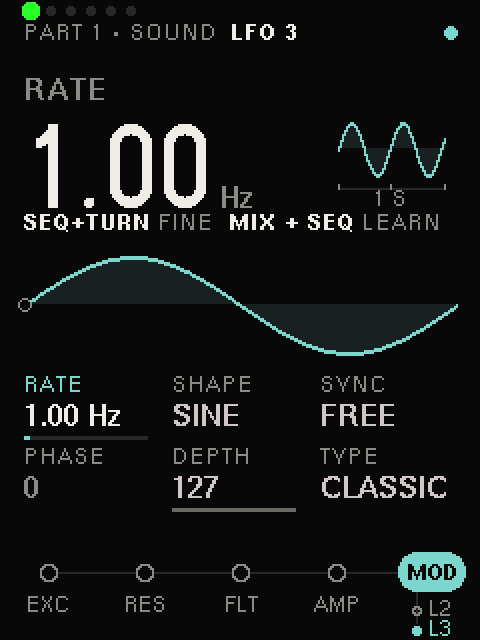 PART 1 · SOUND LFO 3
RATE
1.00 Hz
1 S
SEQ+TURN FINE MIX + SEQ LEARN
RATE SHAPE SYNC
1.00 Hz SINE FREE
PHASE DEPTH TYPE
0 127 CLASSIC
MOD
EXC RES FLT AMP
L2
L3